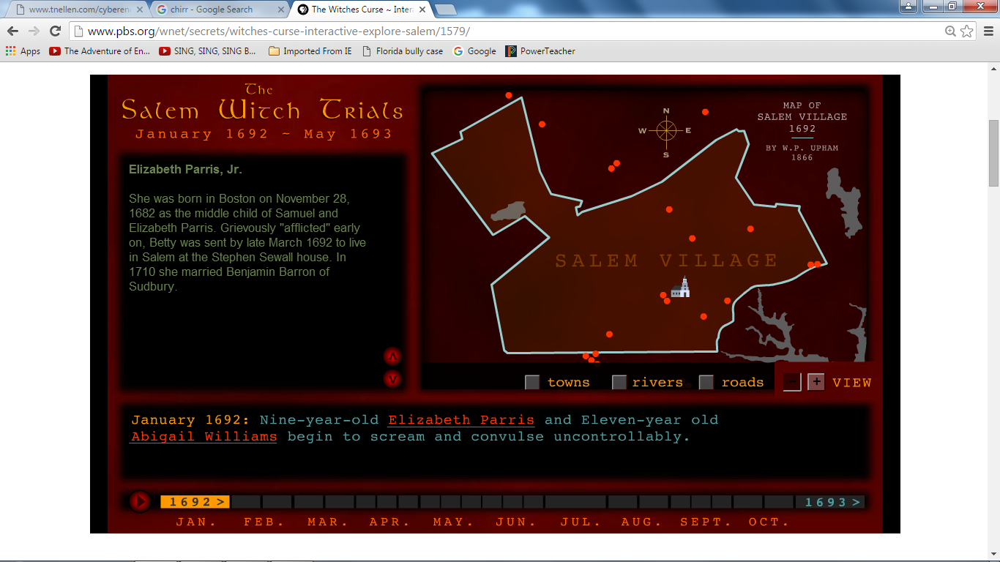 www.tnellen.com/cyberen
chirr - Google Search
The Witches Curse ~ Inter
www.pbs.org/wnet/secrets/witches-curse-interactive-explore-salem/1579/
Apps
The Adventure of En...
SING, SING, SING B...
Imported From IE
Florida bully case
Google
PowerTeacher
The
Salem Witch Trials
January 1692 ~ May 1693
Elizabeth Parris, Jr.
She was born in Boston on November 28,
1682 as the middle child of Samuel and
Elizabeth Parris. Grievously "afflicted" early
on, Betty was sent by late March 1692 to live
in Salem at the Stephen Sewall house. In
1710 she married Benjamin Barron of
Sudbury.
N
W E
S
MAP OF
SALEM VILLAGE
1692
BY W.P. UPHAM
1866
SALEM VILLAGE
towns rivers roads - + VIEW
January 1692: Nine-year-old Elizabeth Parris and Eleven-year old
Abigail Williams begin to scream and convulse uncontrollably.
1692 > 1693 >
JAN. FEB. MAR. APR. MAY. JUN. JUL. AUG. SEPT. OCT.